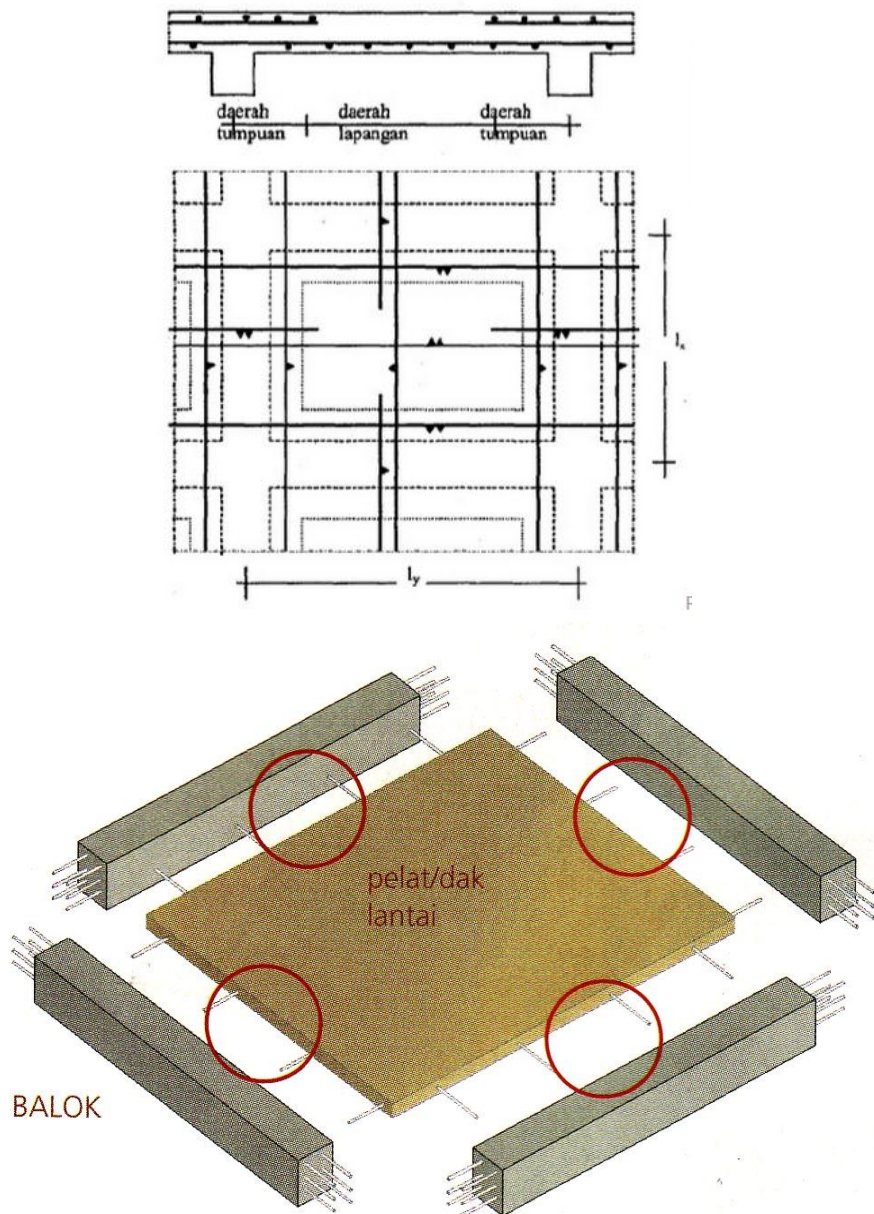 daerah daerah daerah
tumpuan lapangan tumpuan
lx
ly
pelat/dak
lantai
BALOK